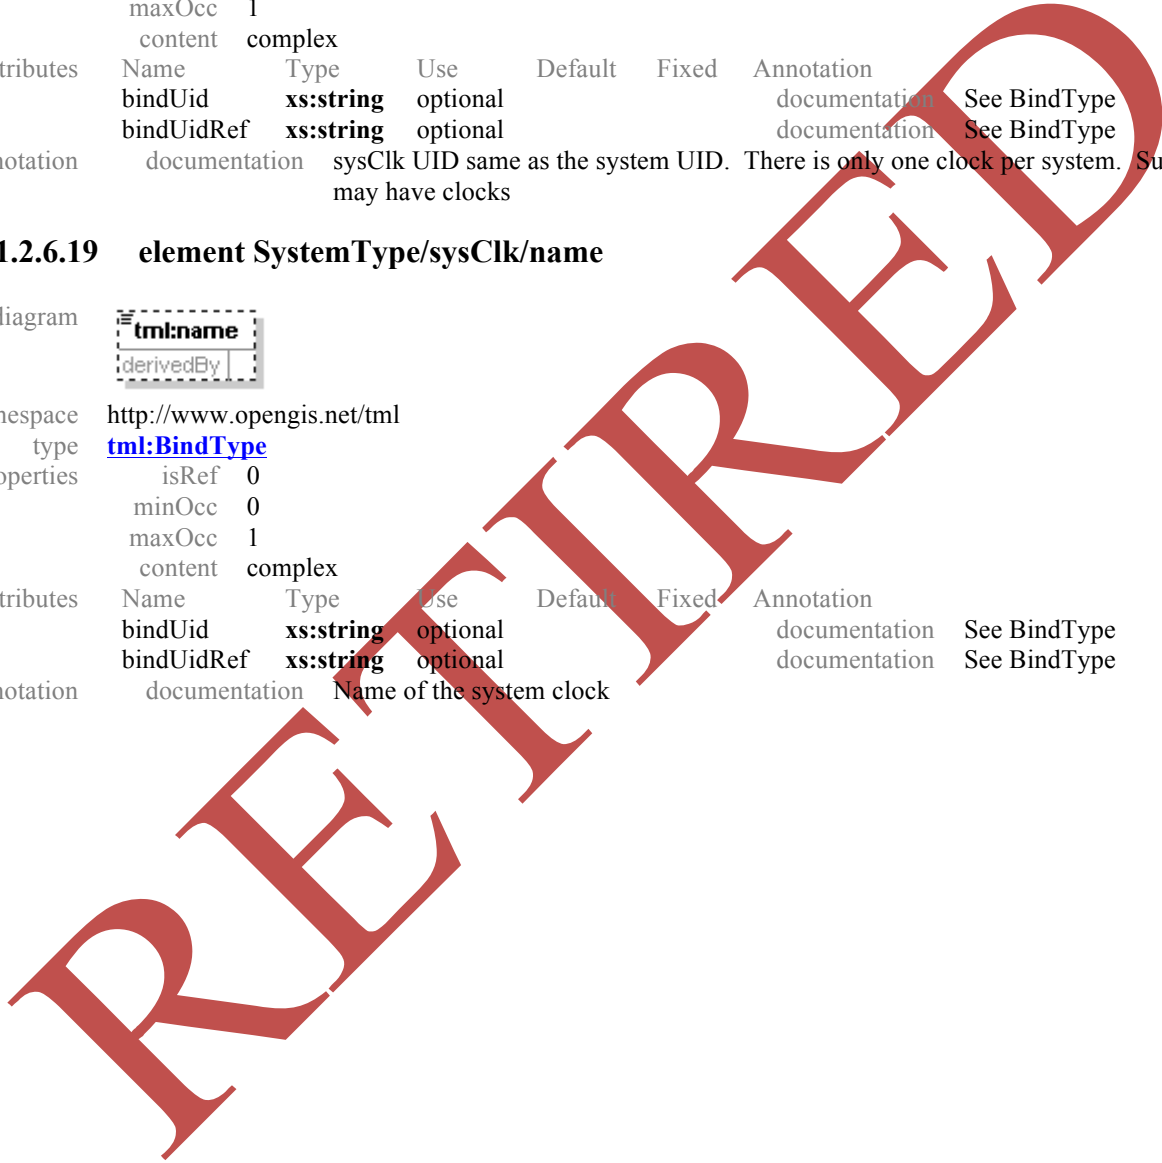 maxOcc 1
content complex
tributes Name Type Use Default Fixed Annotation
bindUid xs:string optional documentation See BindType
bindUidRef xs:string optional documentation See BindType
notation documentation sysClk UID same as the system UID. There is only one clock per system. Su
may have clocks
1.2.6.19 element SystemType/sysClk/name
diagram
tml:name
derivedBy
mespace http://www.opengis.net/tml
type tml:BindType
operties isRef 0
minOcc 0
maxOcc 1
content complex
tributes Name Type Use Default Fixed Annotation
bindUid xs:string optional documentation See BindType
bindUidRef xs:string optional documentation See BindType
notation documentation Name of the system clock
RETIRED